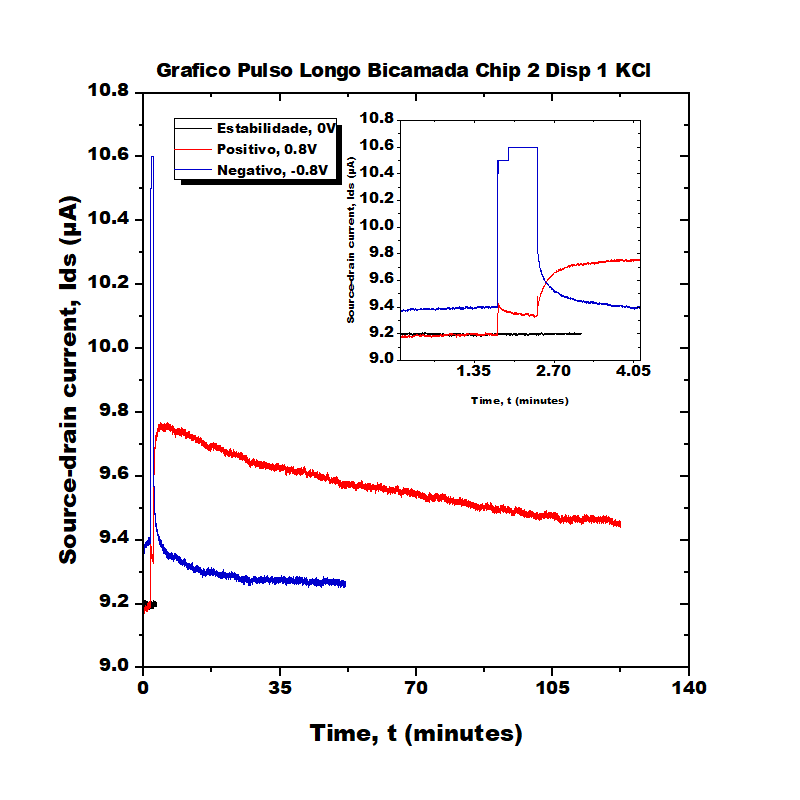 Grafico Pulso Longo Bicamada Chip 2 Disp 1 KCl
Source-drain current, Ids (µA)
10.8
10.6
10.4
10.2
10.0
9.8
9.6
9.4
9.2
9.0
Estabilidade, 0V
Positivo, 0.8V
Negativo, -0.8V
Source-drain current, Ids (µA)
10.8
10.6
10.4
10.2
10.0
9.8
9.6
9.4
9.2
9.0
1.35 2.70 4.05
Time, t (minutes)
0 35 70 105 140
Time, t (minutes)